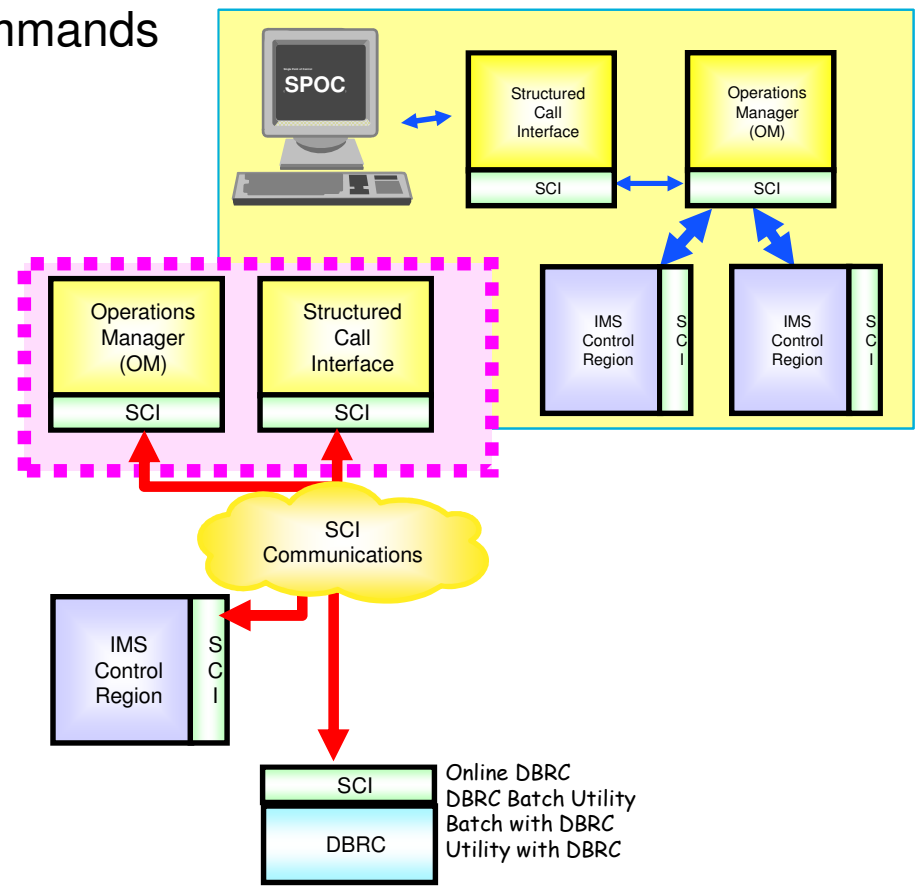 mmands
SPOC
Structured
Call
Interface
SCI
Operations
Manager
(OM)
SCI
IMS
Control
Region
S
C
I
IMS
Control
Region
S
C
I
Operations
Manager
(OM)
SCI
Structured
Call
Interface
SCI
SCI
Communications
IMS
Control
Region
S
C
I
SCI
DBRC
Online DBRC
DBRC Batch Utility
Batch with DBRC
Utility with DBRC